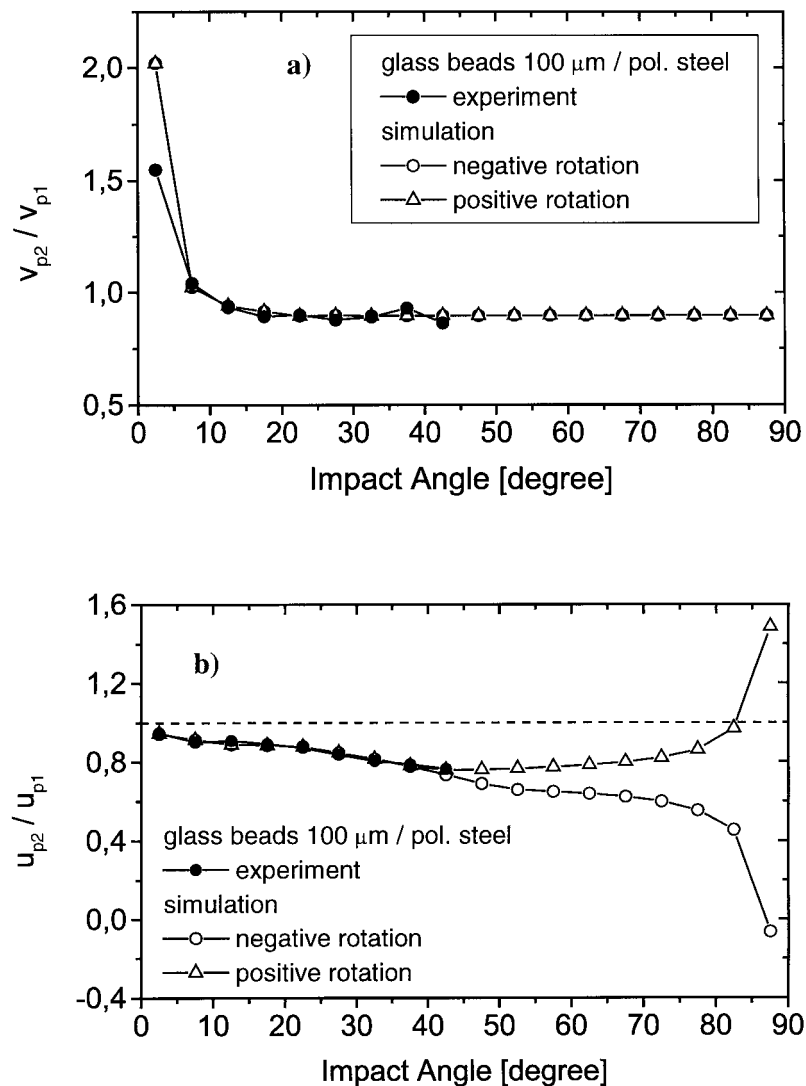 a)
glass beads 100 μm / pol. steel
experiment
simulation
negative rotation
positive rotation
2,0
1,5
1,0
0,5
v_p2 / v_p1
0 10 20 30 40 50 60 70 80 90
Impact Angle [degree]
b)
1,6
1,2
0,8
0,4
0,0
-0,4
u_p2 / u_p1
glass beads 100 μm / pol. steel
experiment
simulation
negative rotation
positive rotation
0 10 20 30 40 50 60 70 80 90
Impact Angle [degree]